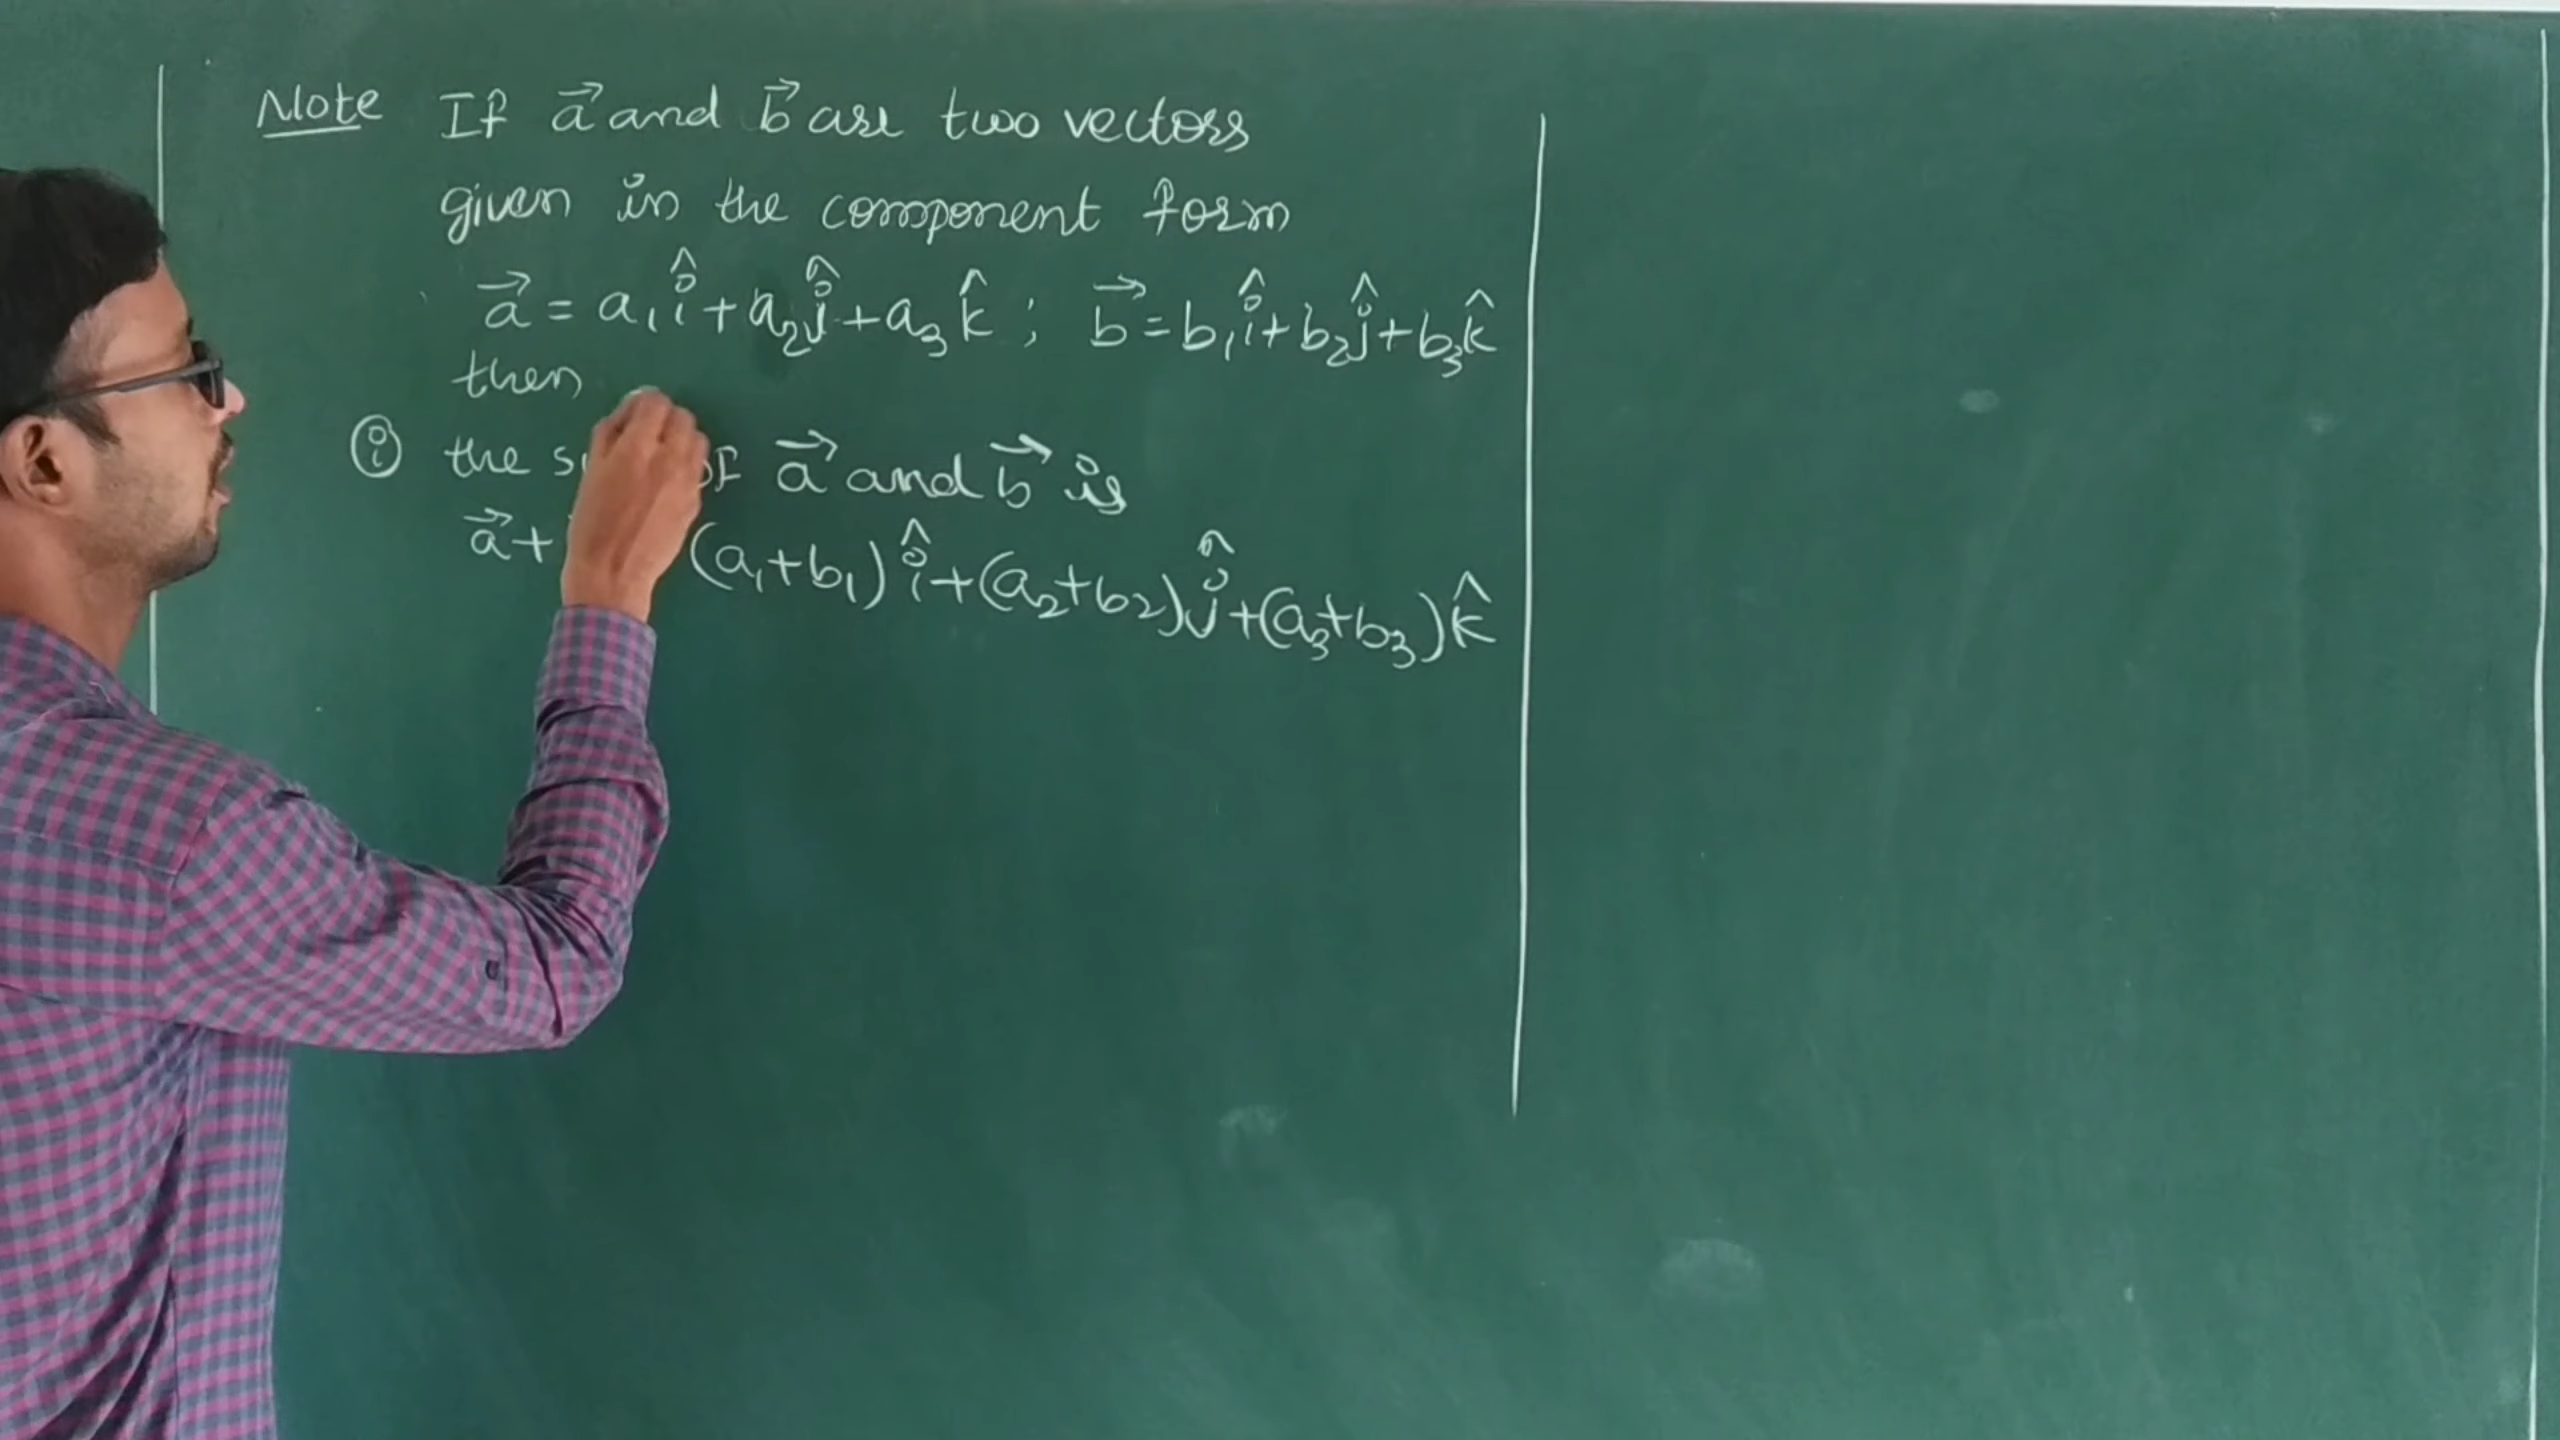 Note If a⃗ and b⃗ are two vectors
given in the component form
a⃗ = a₁î + a₂ĵ + a₃k̂ ; b⃗ = b₁î + b₂ĵ + b₃k̂
then
(i) the of a⃗ and b⃗ is
a⃗ + (a₁+b₁)î + (a₂+b₂)ĵ + (a₃+b₃)k̂